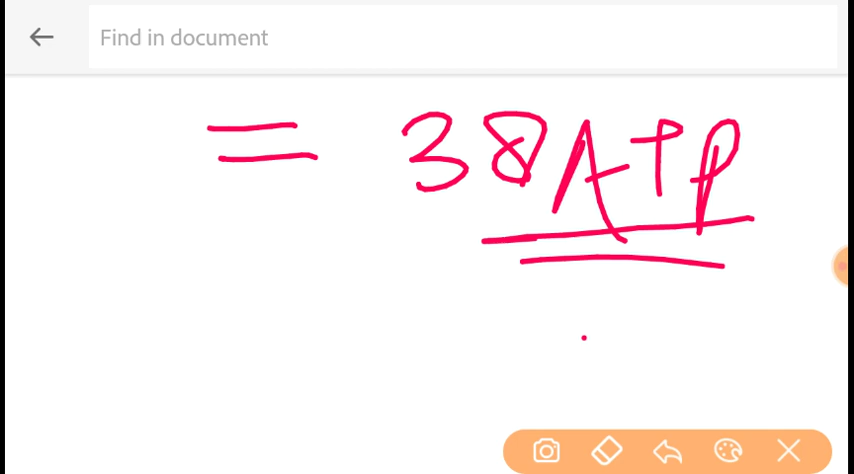 Find in document
= 38ATP